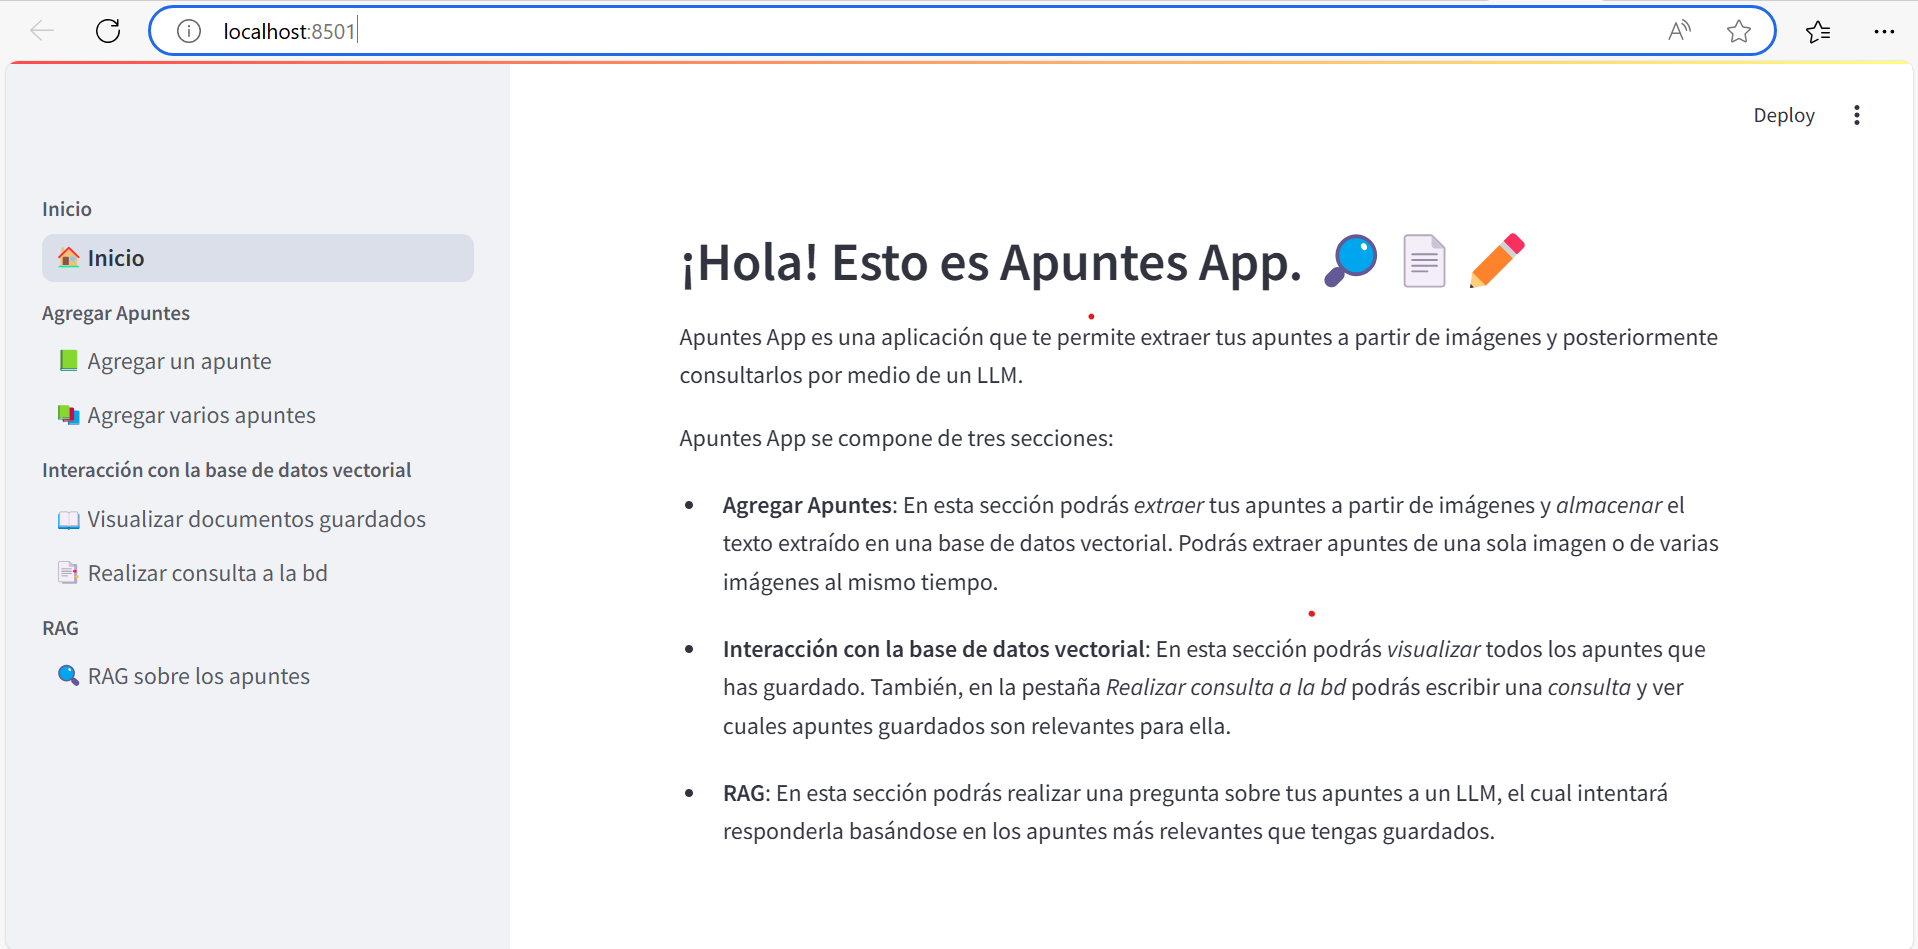 localhost:8501
Deploy
Inicio
Inicio
Agregar Apuntes
Agregar un apunte
Agregar varios apuntes
Interacción con la base de datos vectorial
Visualizar documentos guardados
Realizar consulta a la bd
RAG
RAG sobre los apuntes
¡Hola! Esto es Apuntes App.
Apuntes App es una aplicación que te permite extraer tus apuntes a partir de imágenes y posteriormente
consultarlos por medio de un LLM.
Apuntes App se compone de tres secciones:
• Agregar Apuntes: En esta sección podrás extraer tus apuntes a partir de imágenes y almacenar el
texto extraído en una base de datos vectorial. Podrás extraer apuntes de una sola imagen o de varias
imágenes al mismo tiempo.
• Interacción con la base de datos vectorial: En esta sección podrás visualizar todos los apuntes que
has guardado. También, en la pestaña Realizar consulta a la bd podrás escribir una consulta y ver
cuales apuntes guardados son relevantes para ella.
• RAG: En esta sección podrás realizar una pregunta sobre tus apuntes a un LLM, el cual intentará
responderla basándose en los apuntes más relevantes que tengas guardados.